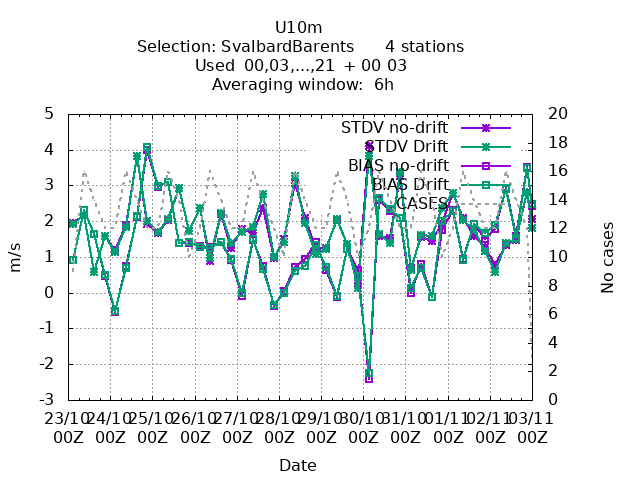 U10m
Selection: SvalbardBarents 4 stations
Used 00,03,...,21 + 00 03
Averaging window: 6h
5
4
3
2
1
0
-1
-2
-3
m/s
20
18
16
14
12
10
8
6
4
2
0
No cases
STDV no-drift
STDV Drift
BIAS no-drift
BIAS Drift
CASES
23/10 24/10 25/10 26/10 27/10 28/10 29/10 30/10 31/10 01/11 02/11 03/11
00Z 00Z 00Z 00Z 00Z 00Z 00Z 00Z 00Z 00Z 00Z 00Z
Date